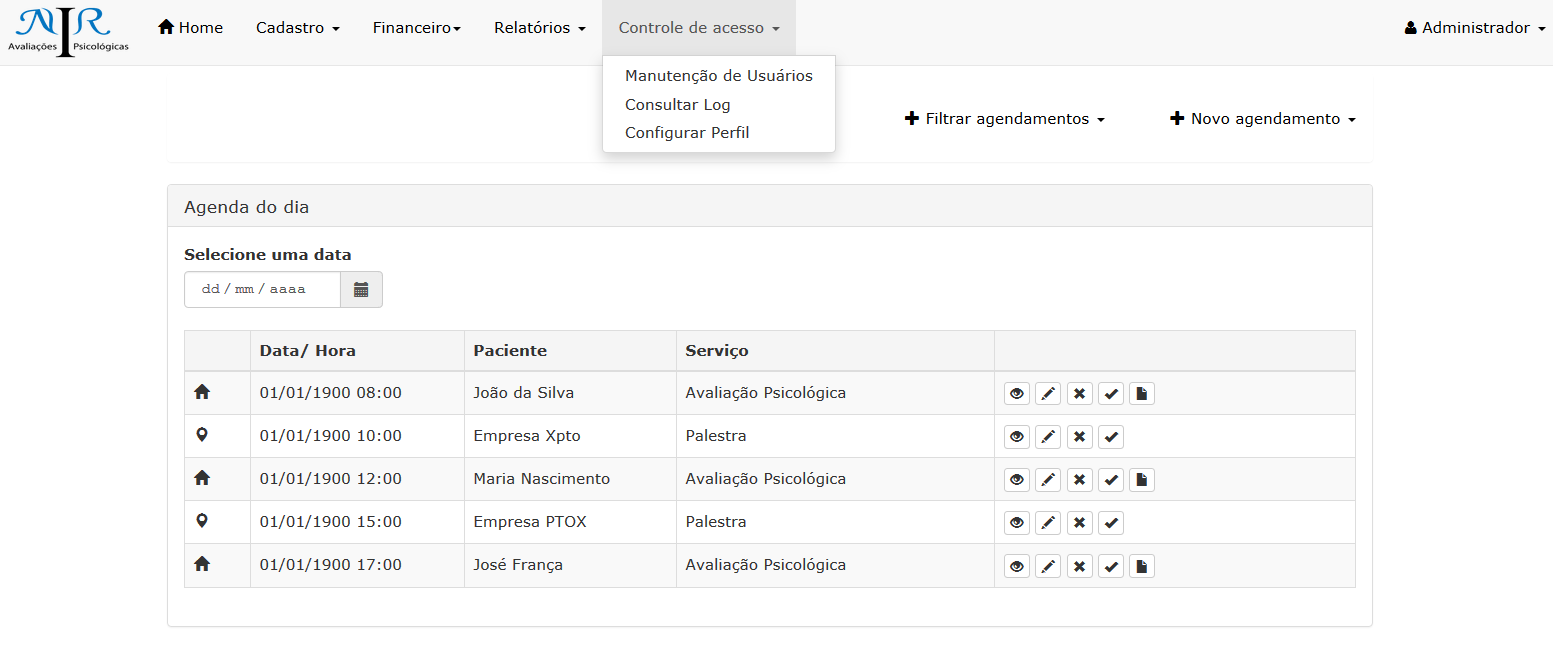 NIR
Avaliações Psicológicas
Home Cadastro Financeiro Relatórios Controle de acesso Administrador
Manutenção de Usuários
Consultar Log
Configurar Perfil
Filtrar agendamentos Novo agendamento
Agenda do dia
Selecione uma data
dd / mm / aaaa
Data/ Hora Paciente Serviço
01/01/1900 08:00 João da Silva Avaliação Psicológica
01/01/1900 10:00 Empresa Xpto Palestra
01/01/1900 12:00 Maria Nascimento Avaliação Psicológica
01/01/1900 15:00 Empresa PTOX Palestra
01/01/1900 17:00 José França Avaliação Psicológica